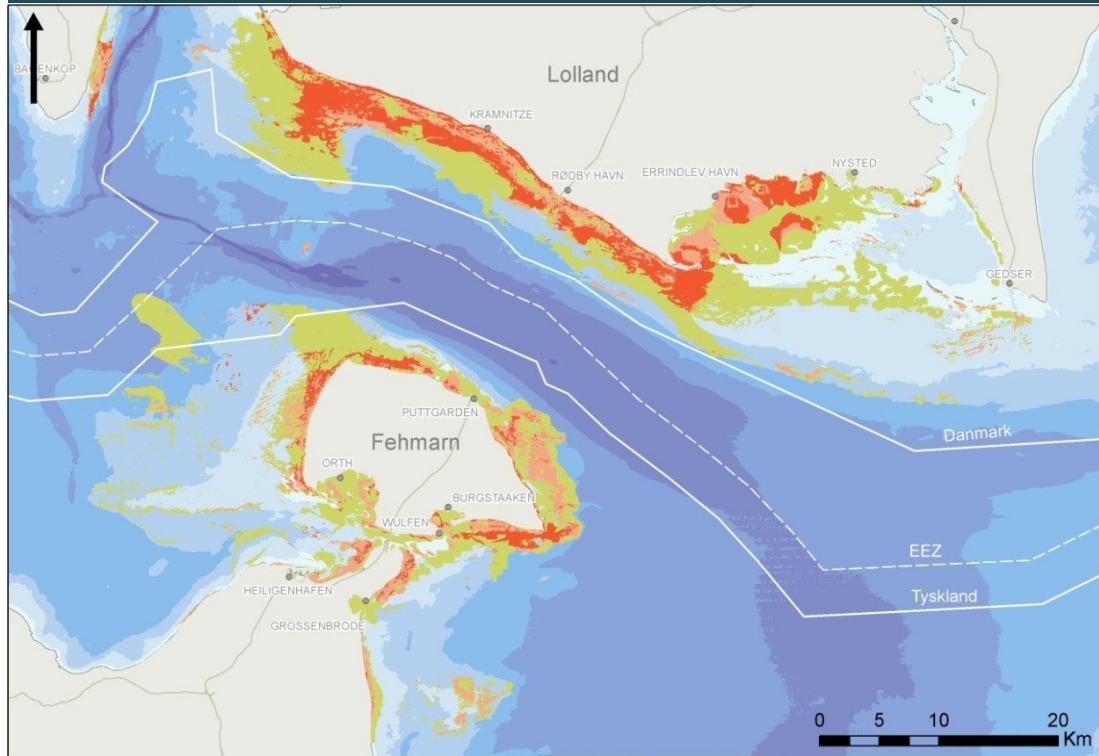 Lolland
BAGENKOP
KRAMNITZE
RØDBY HAVN
ERRINDLEV HAVN
NYSTED
GEDSER
PUTTGARDEN
Fehmarn
ORTH
BURGSTAAKEN
WULFEN
HEILIGENHAFEN
GROSSENBRODE
Danmark
EEZ
Tyskland
0 5 10 20
Km